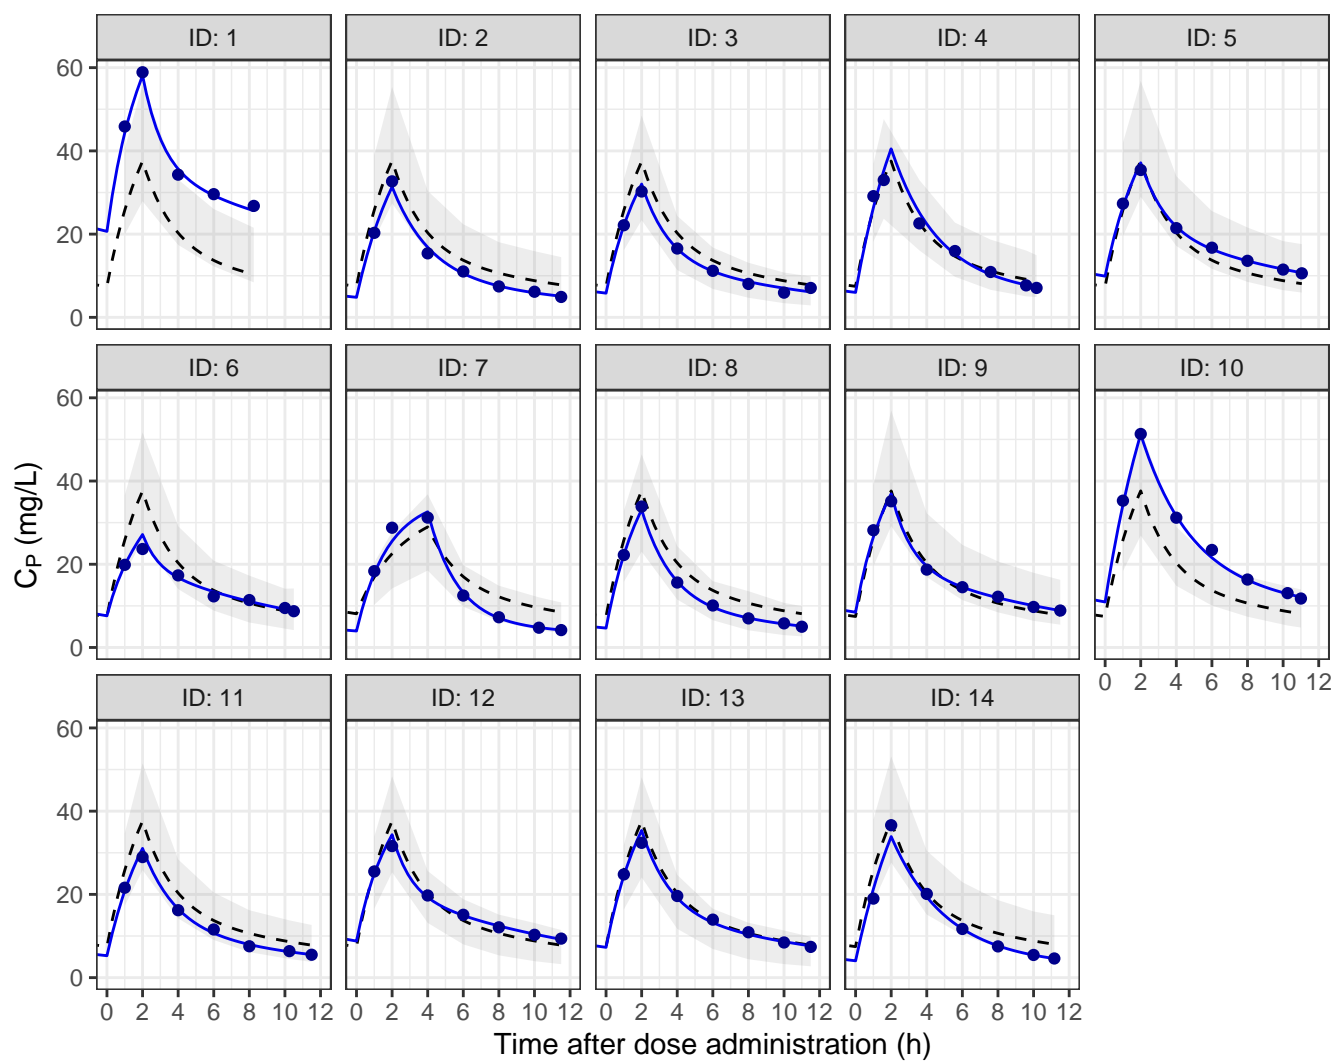 ID: 1 ID: 2 ID: 3 ID: 4 ID: 5
60
40
20
0
ID: 6 ID: 7 ID: 8 ID: 9 ID: 10
60
40
20
0
0 2 4 6 8 10 12
ID: 11 ID: 12 ID: 13 ID: 14
60
40
20
0
0 2 4 6 8 10 12 0 2 4 6 8 10 12 0 2 4 6 8 10 12 0 2 4 6 8 10 12
Time after dose administration (h)
CP (mg/L)